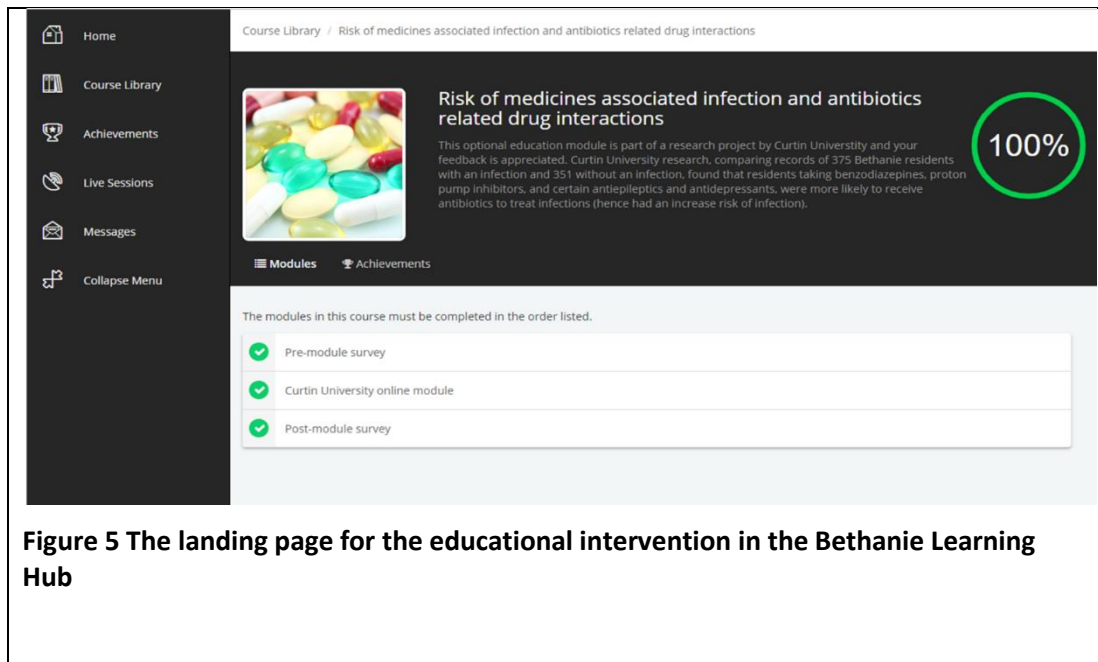 Home
Course Library
Achievements
Live Sessions
Messages
Collapse Menu
Course Library / Risk of medicines associated infection and antibiotics related drug interactions
Risk of medicines associated infection and antibiotics
related drug interactions
This optional education module is part of a research project by Curtin Universtity and your
feedback is appreciated. Curtin University research, comparing records of 375 Bethanie residents
with an infection and 351 without an infection, found that residents taking benzodiazepines, proton
pump inhibitors, and certain antiepileptics and antidepressants, were more likely to receive
antibiotics to treat infections (hence had an increase risk of infection).
100%
Modules Achievements
The modules in this course must be completed in the order listed.
Pre-module survey
Curtin University online module
Post-module survey
Figure 5 The landing page for the educational intervention in the Bethanie Learning
Hub